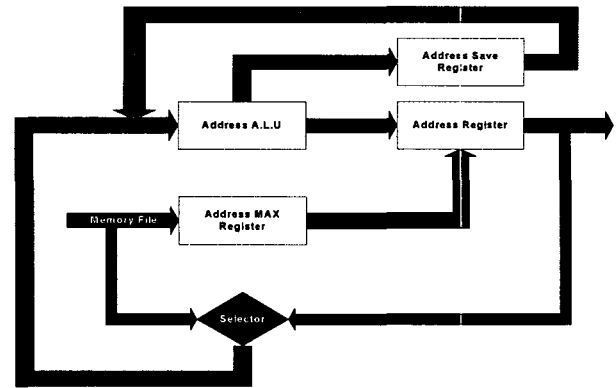 Address Save
Register
Address A.L.U
Address Register
Memory File
Address MAX
Register
Selector